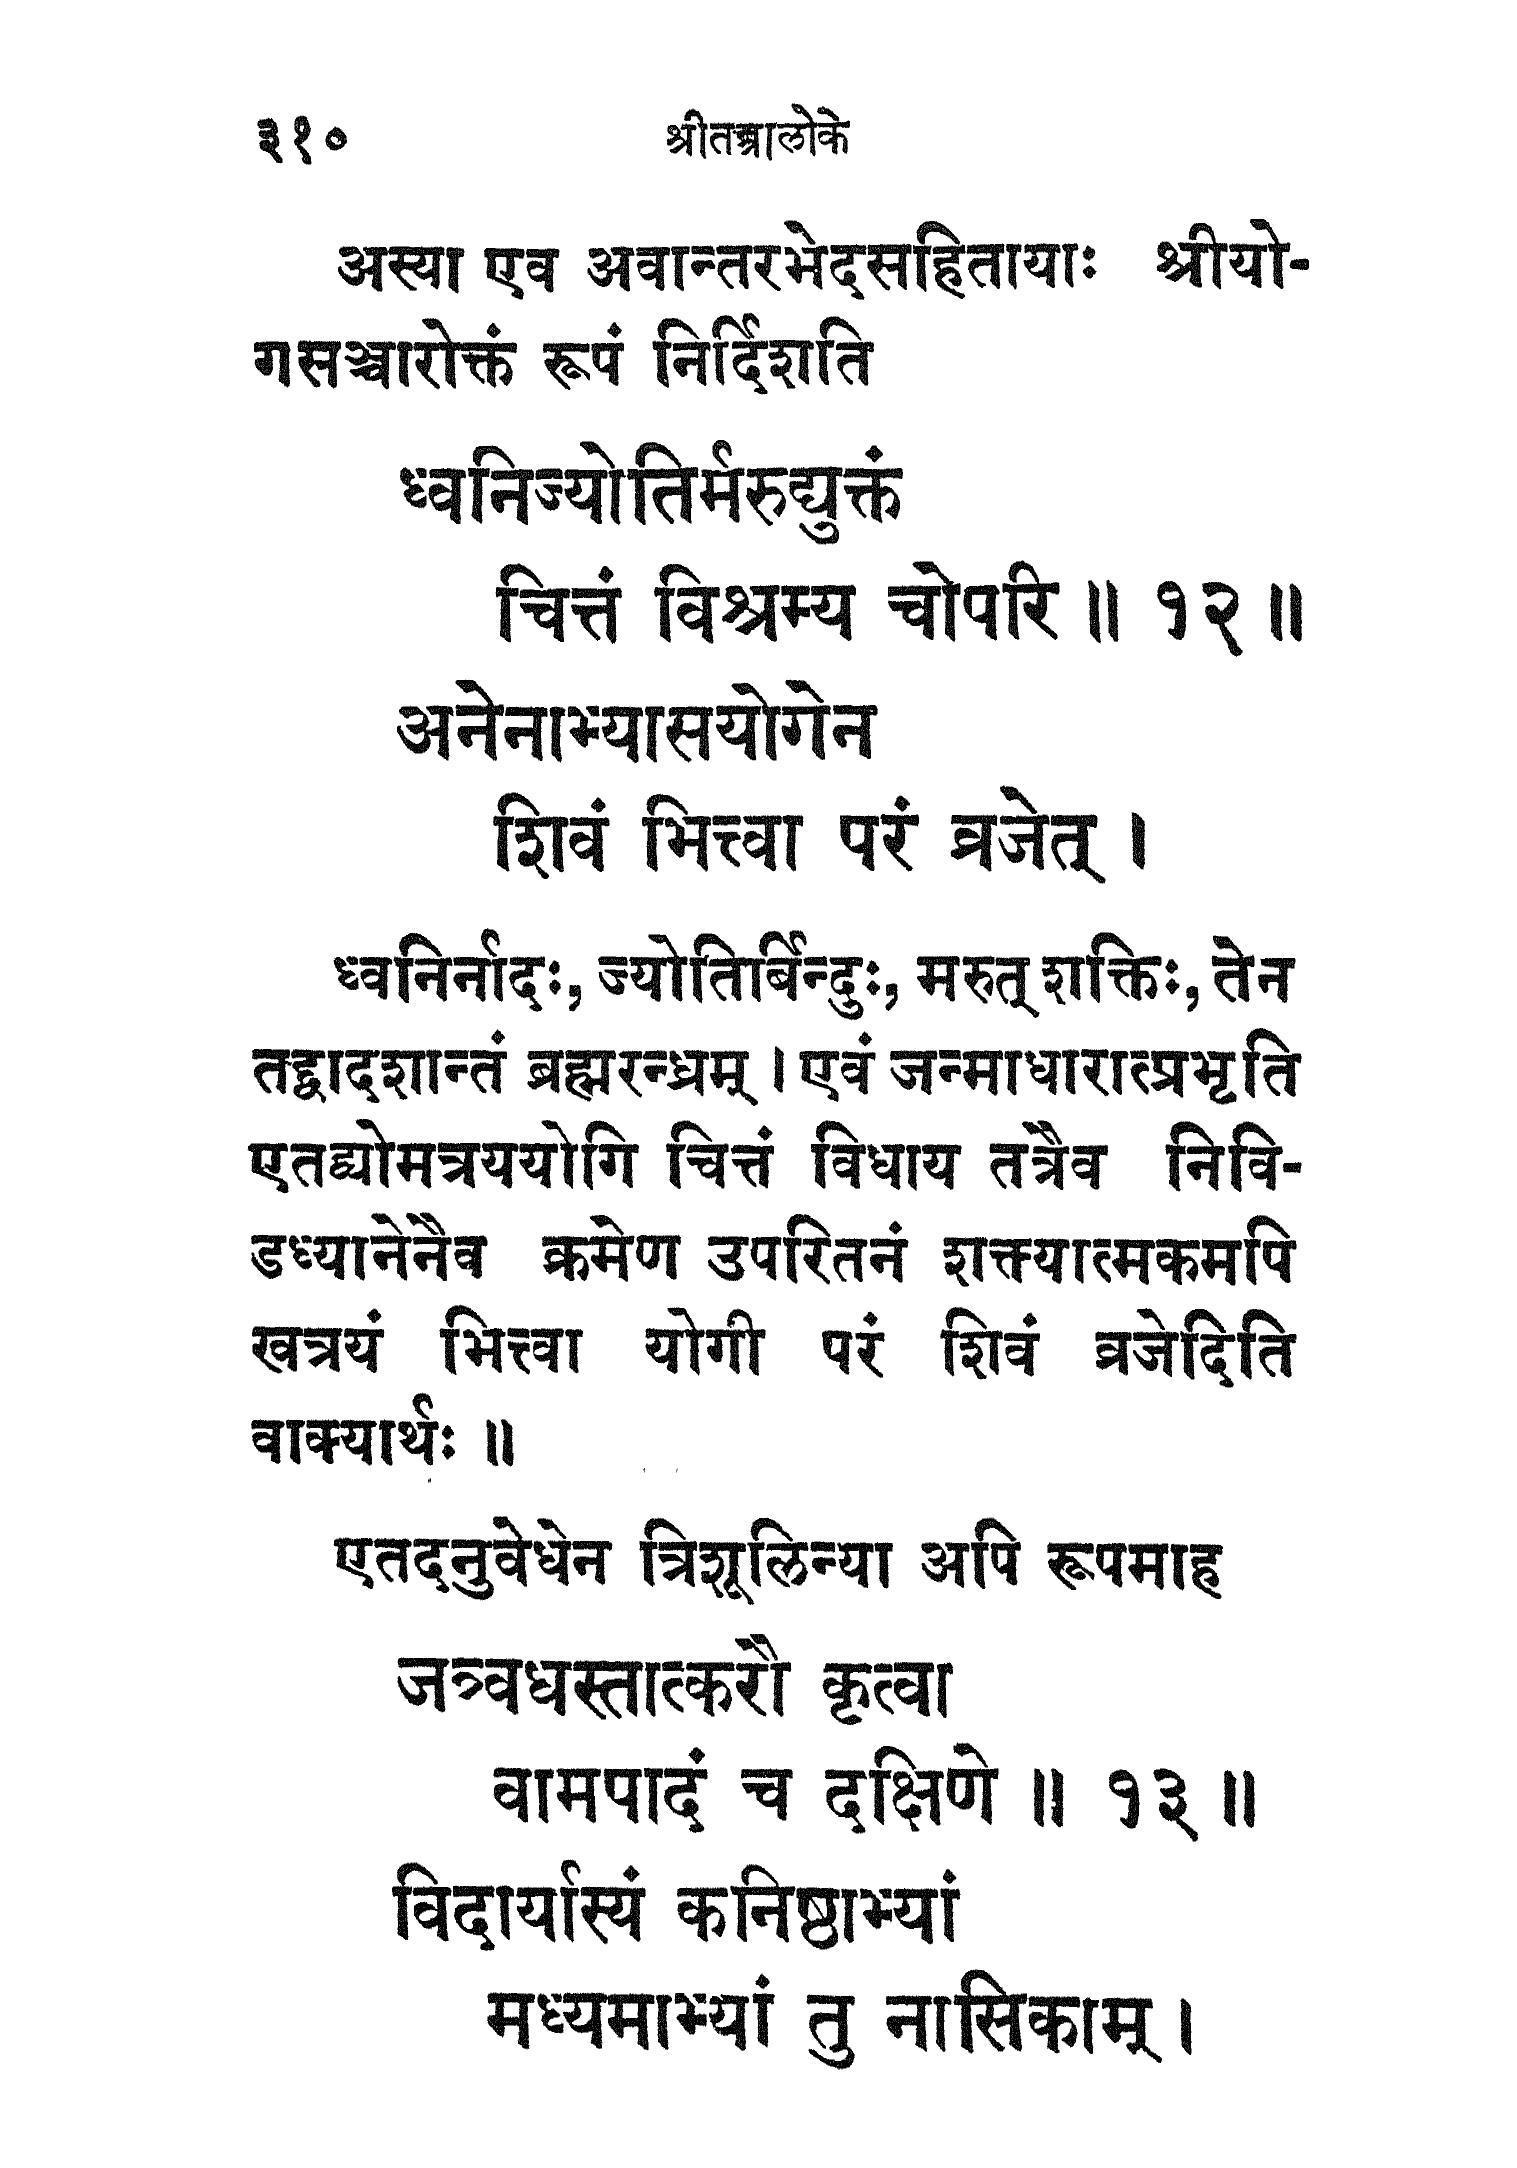 ३१० श्रीतन्त्रालोके
अस्या एव अवान्तरभेदसहितायाः श्रीयो-
गसञ्चारोक्तं रूपं निर्दिशति
ध्वनिज्योतिर्मरुद्युक्तं
चित्तं विश्रम्य चोपरि ॥ १२ ॥
अनेनाभ्यासयोगेन
शिवं भित्त्वा परं व्रजेत् ।
ध्वनिर्नादः, ज्योतिर्बिन्दुः, मरुत् शक्तिः, तेन
तद्द्वादशान्तं ब्रह्मरन्ध्रम् । एवं जन्माधारात्प्रभृति
एतद्व्योमत्रययोगि चित्तं विधाय तत्रैव निवि-
डध्यानेनैव क्रमेण उपरितनं शक्त्यात्मकमपि
खत्रयं भित्त्वा योगी परं शिवं व्रजेदिति
वाक्यार्थः ॥
एतदनुवेधेन त्रिशूलिन्या अपि रूपमाह
जत्र्वधस्तात्करौ कृत्वा
वामपादं च दक्षिणे ॥ १३ ॥
विदार्यास्यं कनिष्ठाभ्यां
मध्यमाभ्यां तु नासिकाम् ।